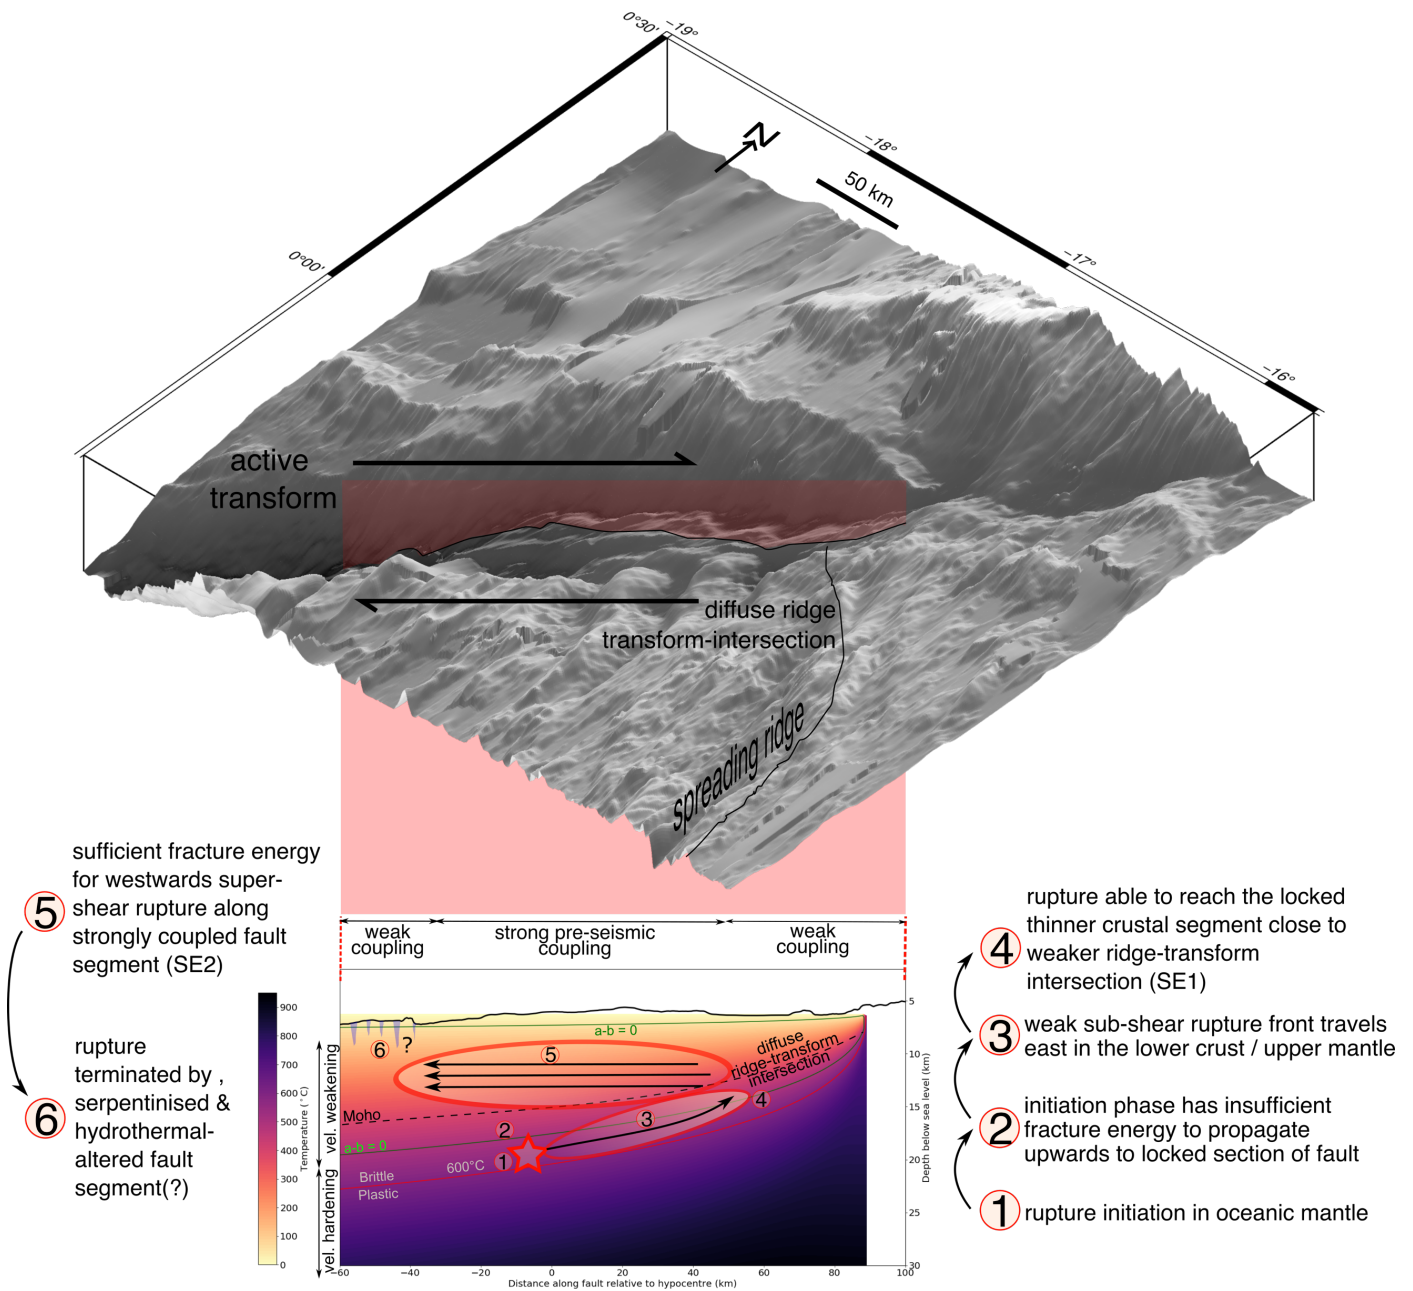 0°30'
−19°
N
−18°
50 km
0°00'
−17°
−16°
active
transform
diffuse ridge
transform-intersection
spreading ridge
sufficient fracture energy
for westwards super-
shear rupture along
strongly coupled fault
segment (SE2)
5
rupture
terminated by ,
serpentinised &
hydrothermal-
altered fault
segment(?)
6
weak
coupling
strong pre-seismic
coupling
weak
coupling
rupture able to reach the locked
thinner crustal segment close to
weaker ridge-transform
intersection (SE1)
4
3
weak sub-shear rupture front travels
east in the lower crust / upper mantle
2
initiation phase has insufficient
fracture energy to propagate
upwards to locked section of fault
1
rupture initiation in oceanic mantle
900
800
700
600
500
400
300
200
100
0
Temperature (°C)
vel. weakening
vel. hardening
a-b = 0
6
?
5
diffuse
ridge-transform
intersection
Moho
4
3
2
a-b = 0
1
600°C
Brittle
Plastic
5
10
15
20
25
30
Depth below sea level (km)
−60
−40
−20
0
20
40
60
80
100
Distance along fault relative to hypocentre (km)